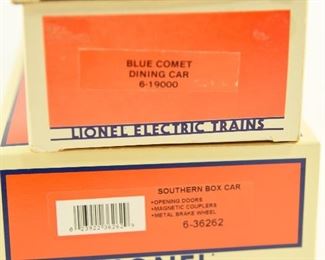 BLUE COMET
DINING CAR
6-19000
LIONEL ELECTRIC TRAINS
SOUTHERN BOX CAR
•OPENING DOORS
•MAGNETIC COUPLERS
•METAL BRAKE WHEEL
6-36262
LIONEL